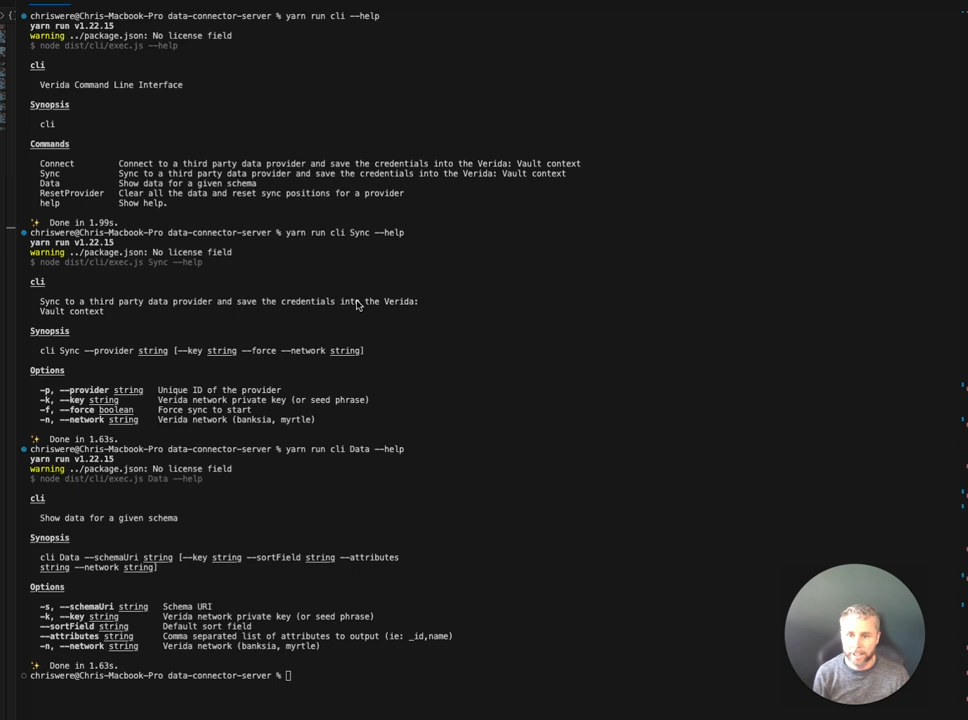 chriswere@Chris-Macbook-Pro data-connector-server % yarn run cli --help
yarn run v1.22.15
warning ../package.json: No license field
$ node dist/cli/exec.js --help
cli
Verida Command Line Interface
Synopsis
cli
Commands
Connect Connect to a third party data provider and save the credentials into the Verida: Vault context
Sync Sync to a third party data provider and save the credentials into the Verida: Vault context
Data Show data for a given schema
ResetProvider Clear all the data and reset sync positions for a provider
help Show help.
✨ Done in 1.99s.
chriswere@Chris-Macbook-Pro data-connector-server % yarn run cli Sync --help
yarn run v1.22.15
warning ../package.json: No license field
$ node dist/cli/exec.js Sync --help
cli
Sync to a third party data provider and save the credentials into the Verida:
Vault context
Synopsis
cli Sync --provider string [--key string --force --network string]
Options
-p, --provider string Unique ID of the provider
-k, --key string Verida network private key (or seed phrase)
-f, --force boolean Force sync to start
-n, --network string Verida network (banksia, myrtle)
✨ Done in 1.63s.
chriswere@Chris-Macbook-Pro data-connector-server % yarn run cli Data --help
yarn run v1.22.15
warning ../package.json: No license field
$ node dist/cli/exec.js Data --help
cli
Show data for a given schema
Synopsis
cli Data --schemaUri string [--key string --sortField string --attributes
string --network string]
Options
-s, --schemaUri string Schema URI
-k, --key string Verida network private key (or seed phrase)
--sortField string Default sort field
--attributes string Comma separated list of attributes to output (ie: _id,name)
-n, --network string Verida network (banksia, myrtle)
✨ Done in 1.63s.
chriswere@Chris-Macbook-Pro data-connector-server %